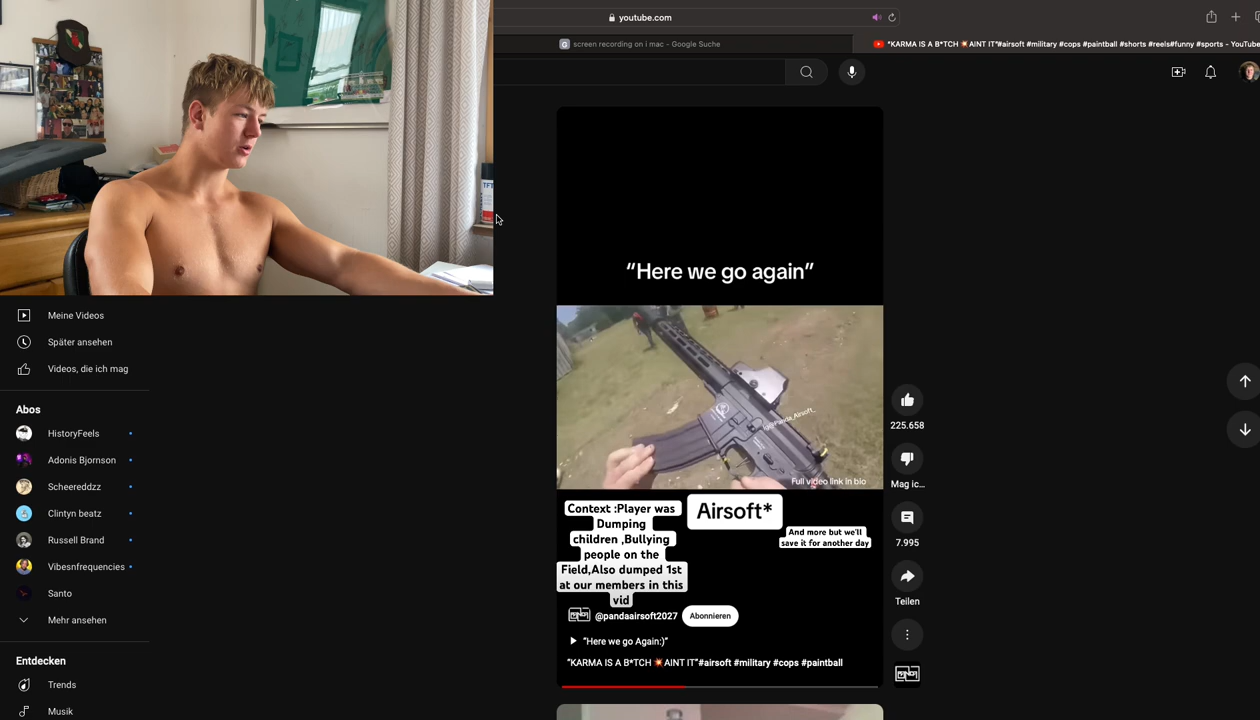 youtube.com
G screen recording on i mac - Google Suche
"KARMA IS A B*TCH 💥AINT IT"#airsoft #military #cops #paintball #shorts #reels#funny #sports - YouTube
TFT
"Here we go again"
Meine Videos
Später ansehen
Videos, die ich mag
Abos
HistoryFeels
Adonis Bjornson
Scheereddzz
Clintyn beatz
Russell Brand
Vibesnfrequencies
Santo
Mehr ansehen
Entdecken
Trends
Musik
Full video link in bio
Context :Player was
Dumping
children ,Bullying
people on the
Field,Also dumped 1st
at our members in this
vid
Airsoft*
And more but we'll
save it for another day
@pandaairsoft2027
Abonnieren
"Here we go Again:)"
"KARMA IS A B*TCH 💥AINT IT"#airsoft #military #cops #paintball
225.658
Mag ic...
7.995
Teilen